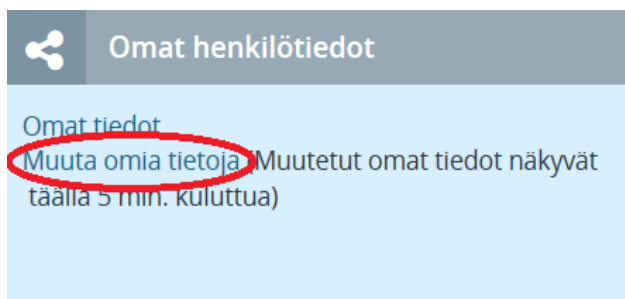 Omat henkilötiedot
Omat tiedot
Muuta omia tietoja (Muutetut omat tiedot näkyvät
täällä 5 min. kuluttua)